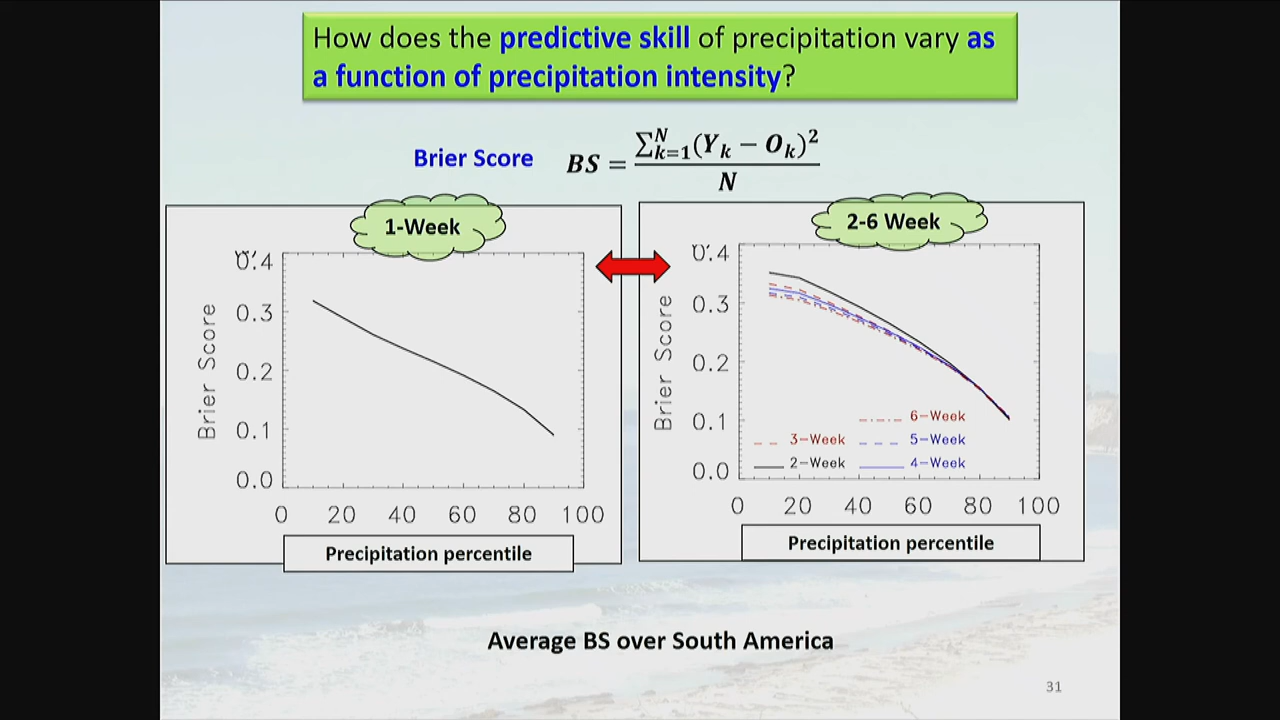 How does the predictive skill of precipitation vary as
a function of precipitation intensity?
Brier Score
BS = \frac{\sum_{k=1}^{N}(Y_k - O_k)^2}{N}
1-Week
0.4
0.3
0.2
0.1
0.0
Brier Score
0 20 40 60 80 100
Precipitation percentile
2-6 Week
0.4
0.3
0.2
0.1
0.0
Brier Score
6-Week
3-Week
5-Week
2-Week
4-Week
0 20 40 60 80 100
Precipitation percentile
Average BS over South America
31